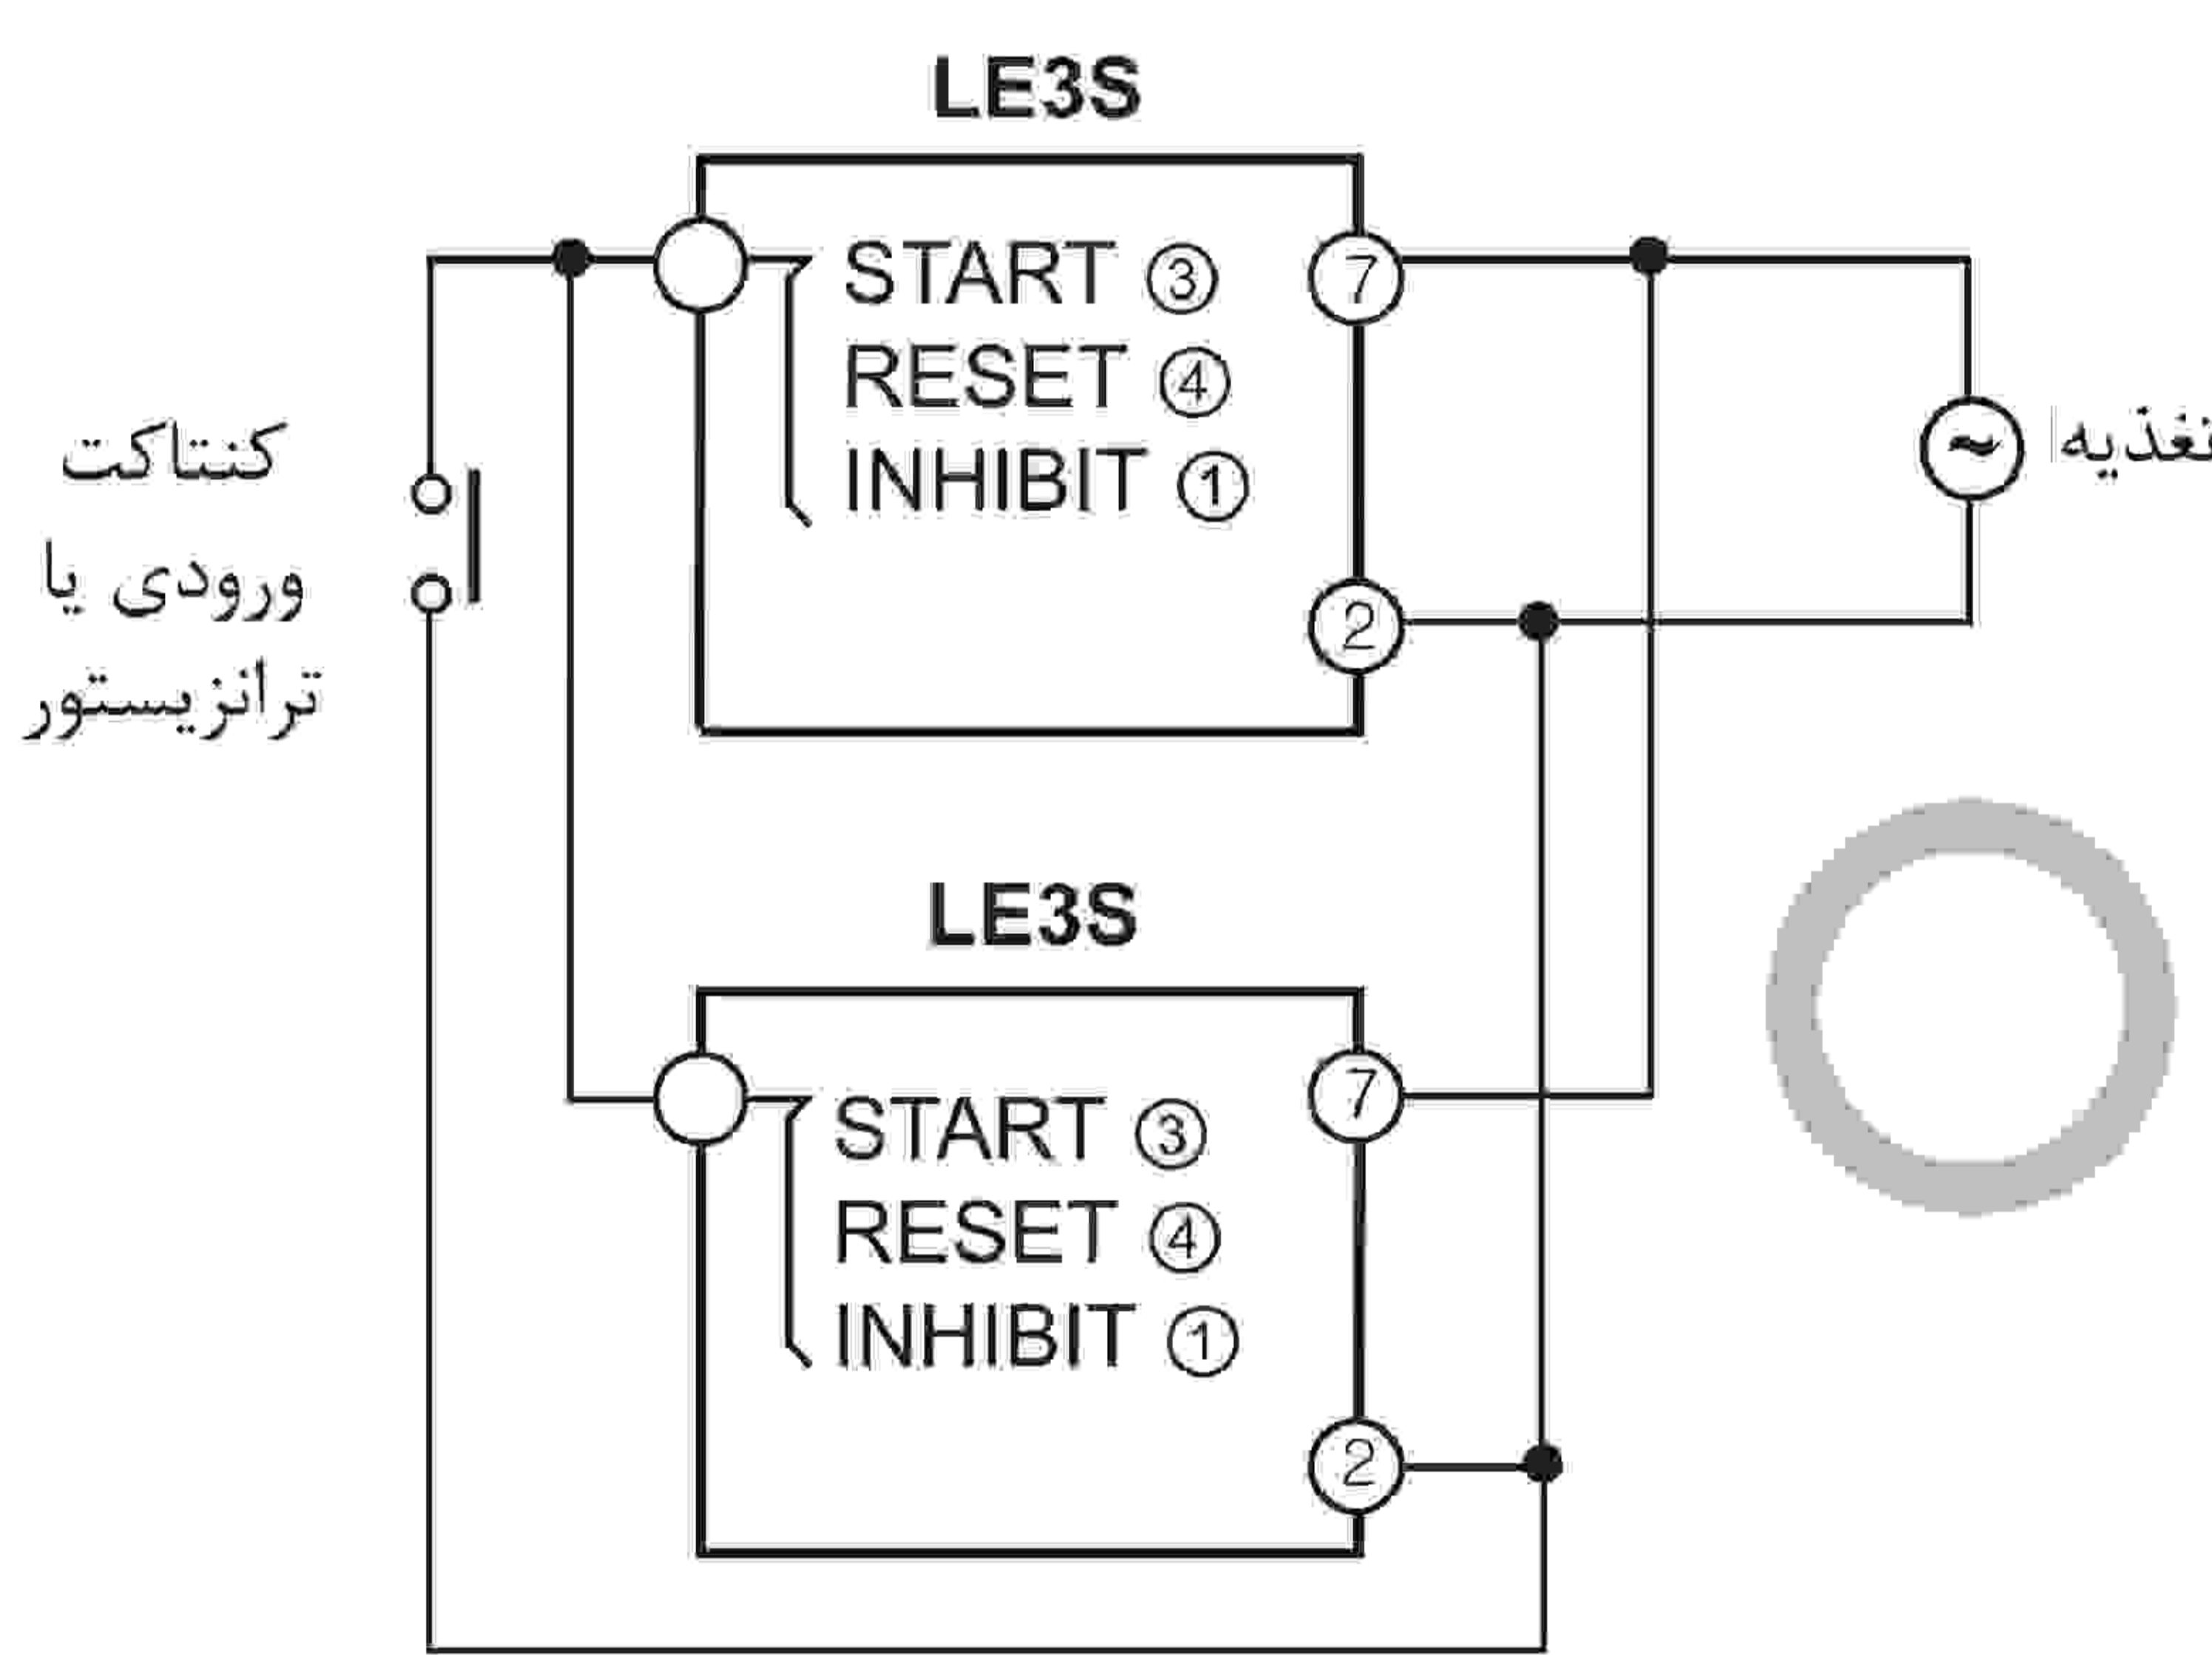 LE3S
START ③
RESET ④
INHIBIT ①
7
2
کنتاکت
ورودی یا
ترانزیستور
تغذیه
~
LE3S
START ③
RESET ④
INHIBIT ①
7
2